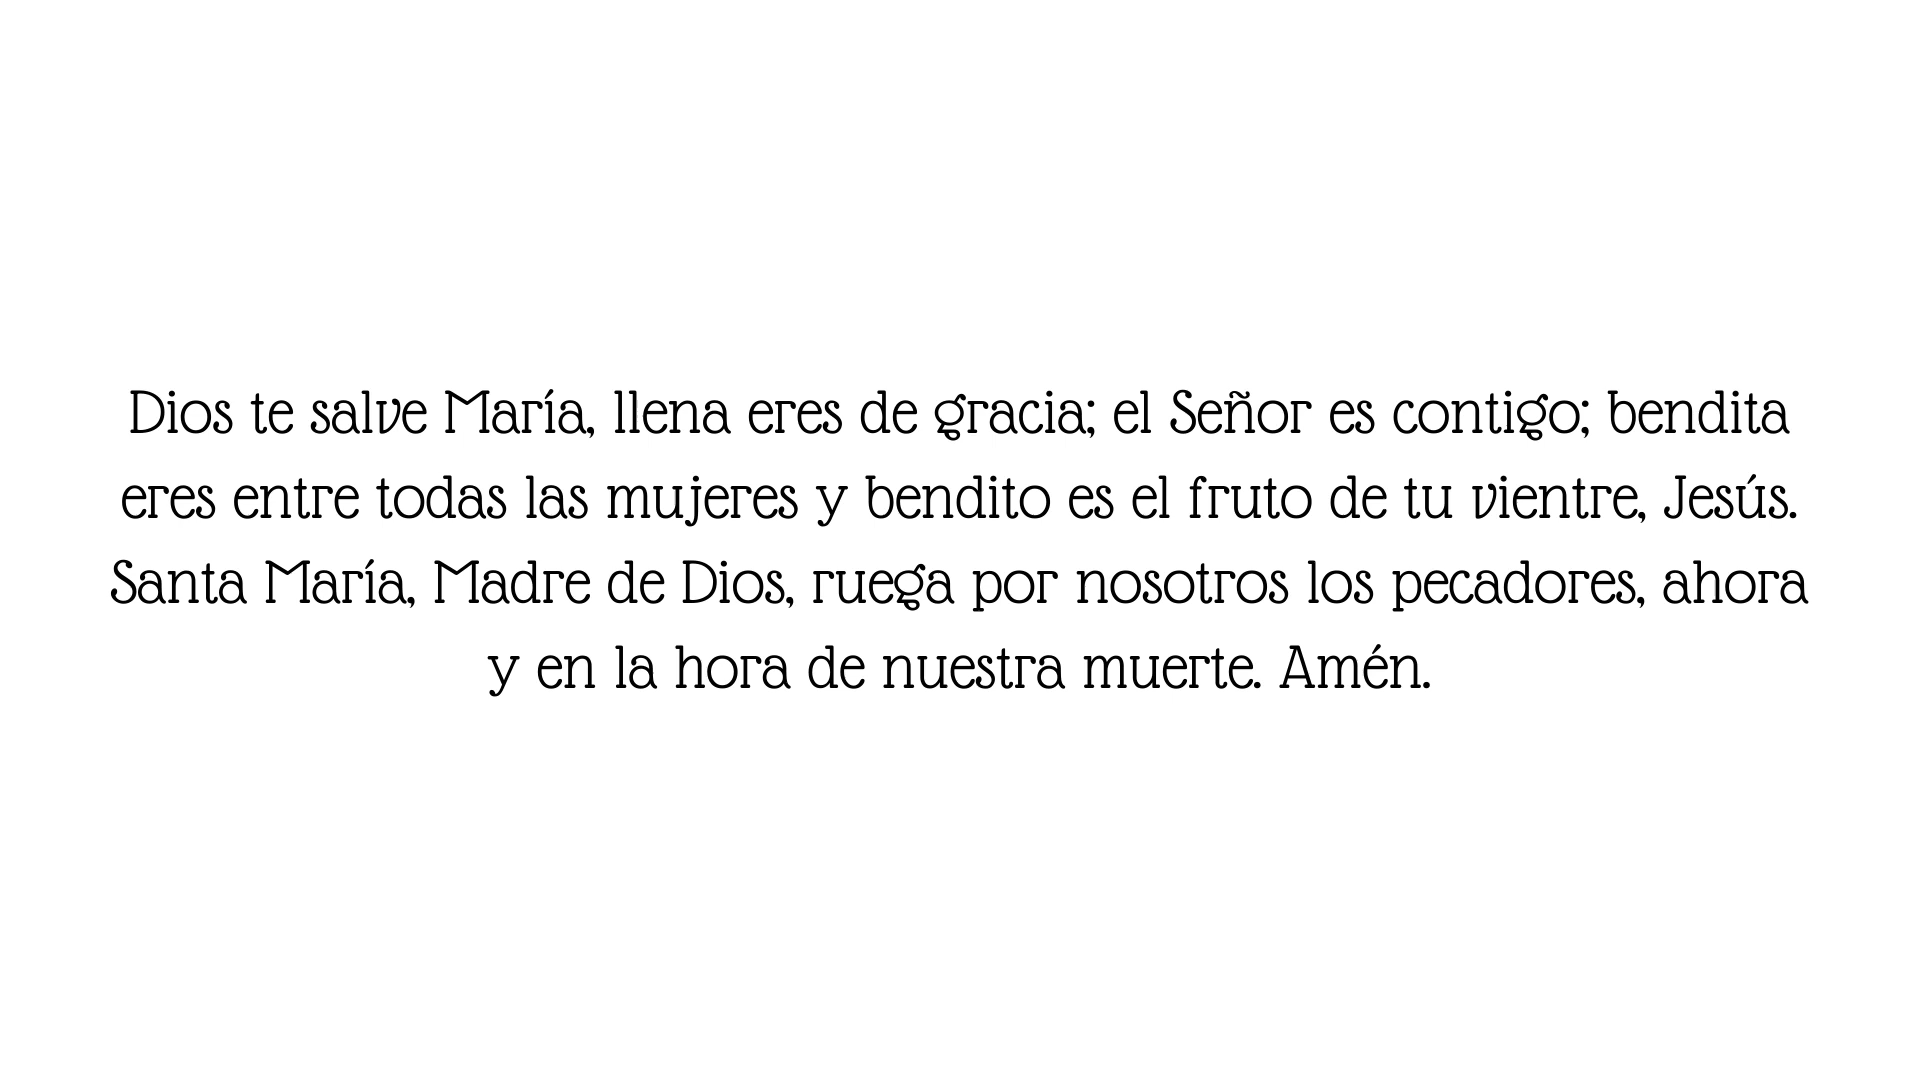 Dios te salve María, llena eres de gracia; el Señor es contigo; bendita
eres entre todas las mujeres y bendito es el fruto de tu vientre, Jesús.
Santa María, Madre de Dios, ruega por nosotros los pecadores, ahora
y en la hora de nuestra muerte. Amén.